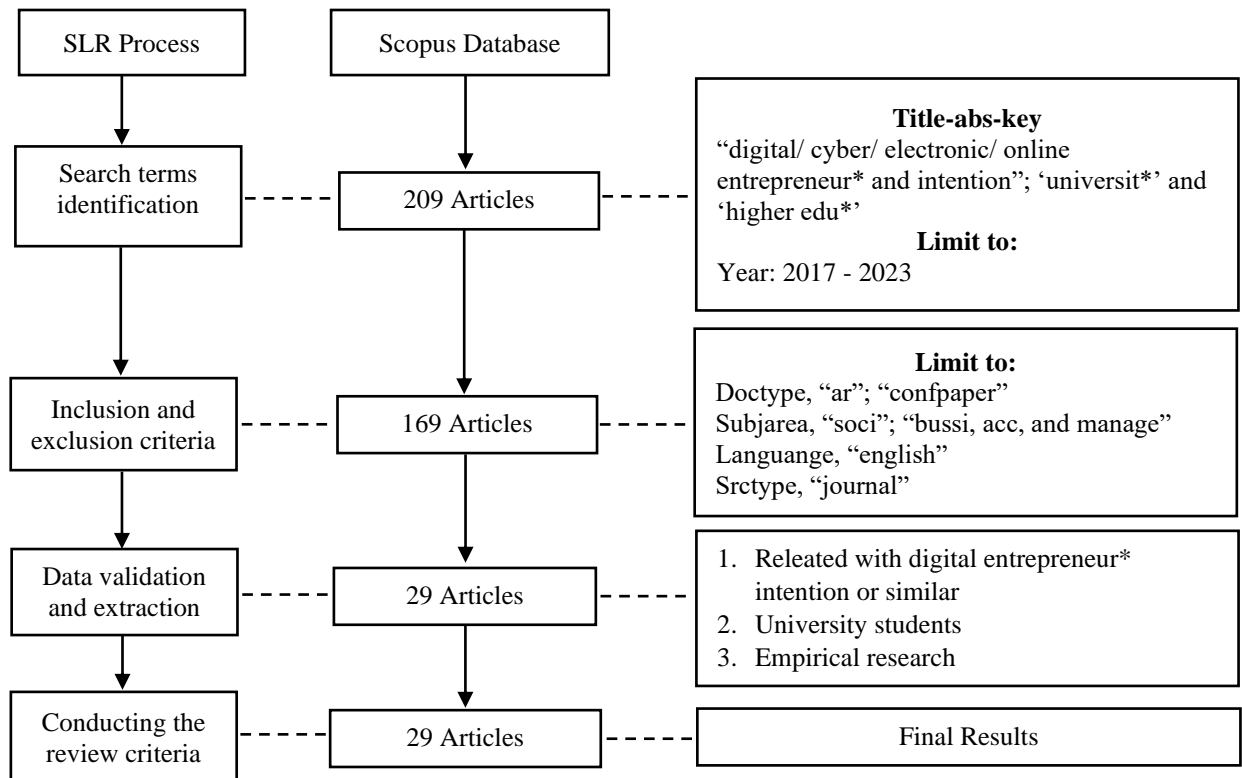 SLR Process
Scopus Database
Search terms
identification
209 Articles
Title-abs-key
“digital/ cyber/ electronic/ online
entrepreneur* and intention”; ‘universit*’ and
‘higher edu*’
Limit to:
Year: 2017 - 2023
Inclusion and
exclusion criteria
169 Articles
Limit to:
Doctype, “ar”; “confpaper”
Subjarea, “soci”; “bussi, acc, and manage”
Languange, “english”
Srctype, “journal”
Data validation
and extraction
29 Articles
1. Releated with digital entrepreneur*
intention or similar
2. University students
3. Empirical research
Conducting the
review criteria
29 Articles
Final Results